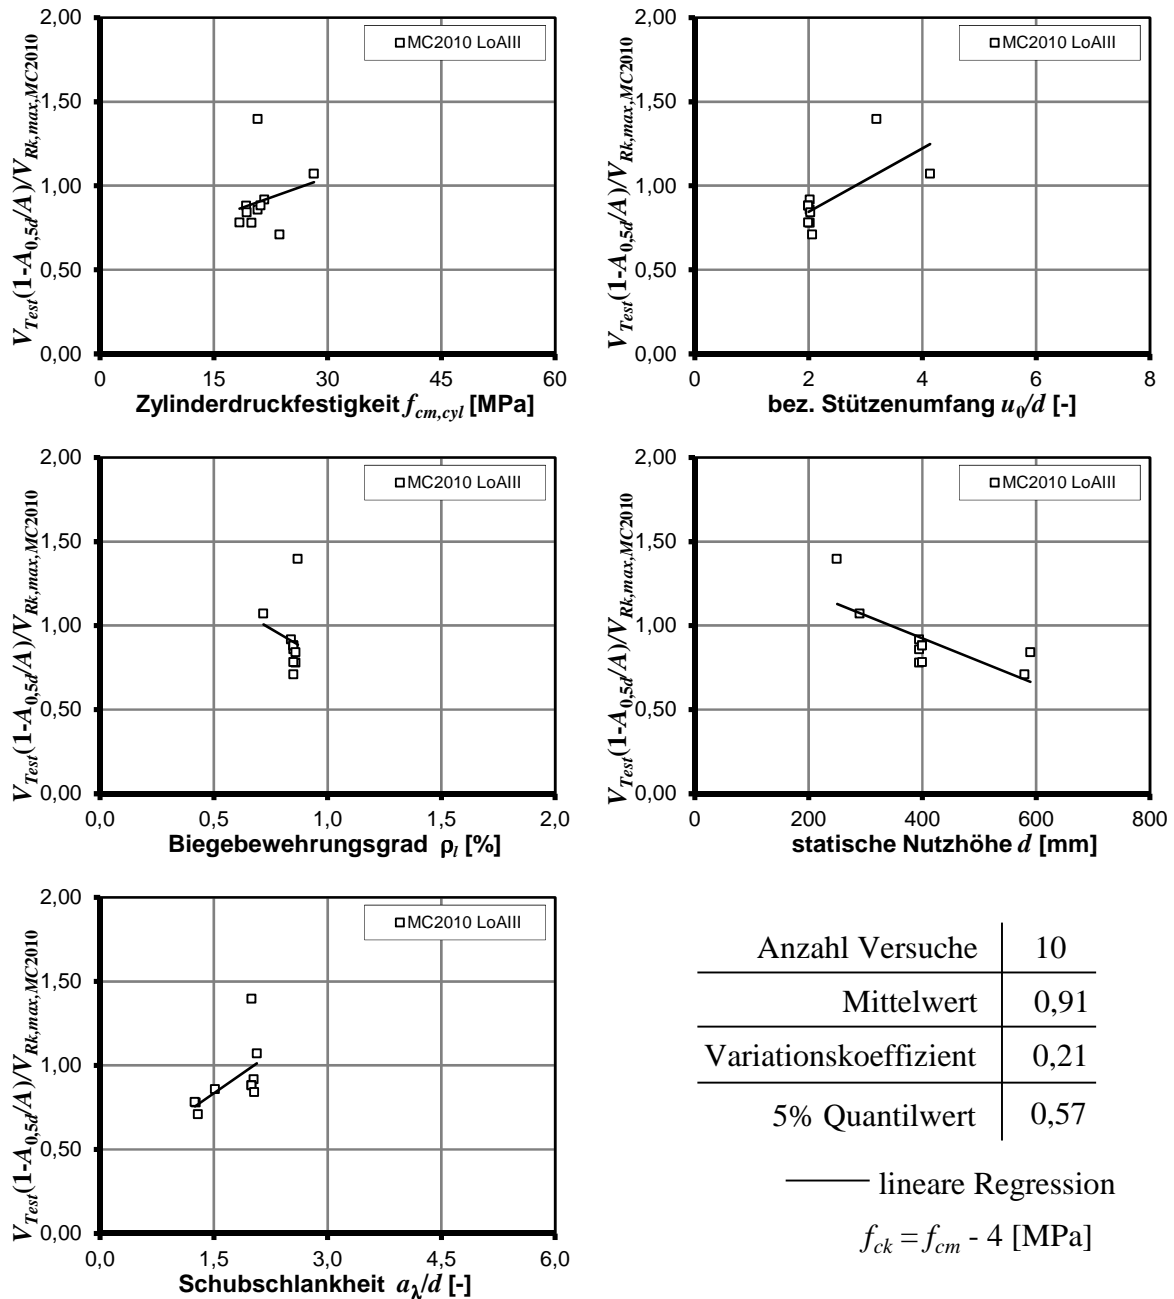 2,00
1,50
1,00
0,50
0,00
V_Test(1-A_0,5d/A)/V_Rk,max,MC2010
MC2010 LoAIII
0 15 30 45 60
Zylinderdruckfestigkeit f_cm,cyl [MPa]
2,00
1,50
1,00
0,50
0,00
V_Test(1-A_0,5d/A)/V_Rk,max,MC2010
MC2010 LoAIII
0 2 4 6 8
bez. Stützenumfang u_0/d [-]
2,00
1,50
1,00
0,50
0,00
V_Test(1-A_0,5d/A)/V_Rk,max,MC2010
MC2010 LoAIII
0,0 0,5 1,0 1,5 2,0
Biegebewehrungsgrad ρ_l [%]
2,00
1,50
1,00
0,50
0,00
V_Test(1-A_0,5d/A)/V_Rk,max,MC2010
MC2010 LoAIII
0 200 400 600 800
statische Nutzhöhe d [mm]
2,00
1,50
1,00
0,50
0,00
V_Test(1-A_0,5d/A)/V_Rk,max,MC2010
MC2010 LoAIII
0,0 1,5 3,0 4,5 6,0
Schubschlankheit a_λ/d [-]
Anzahl Versuche 10
Mittelwert 0,91
Variationskoeffizient 0,21
5% Quantilwert 0,57
lineare Regression
f_ck = f_cm - 4 [MPa]